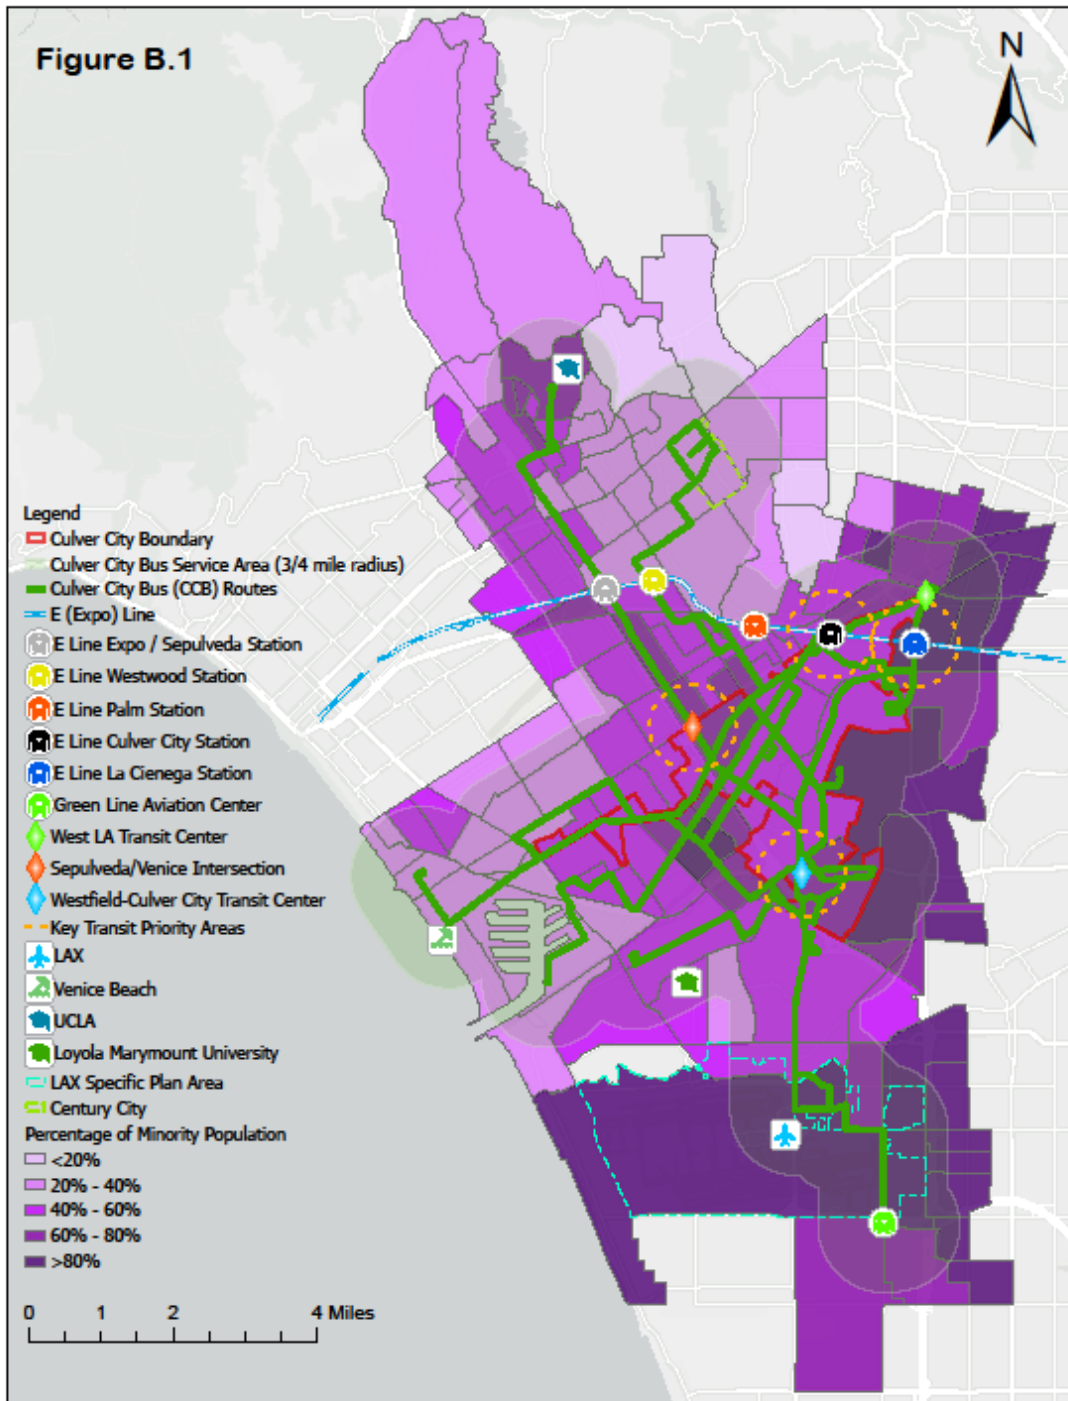 Figure B.1
N
Legend
Culver City Boundary
Culver City Bus Service Area (3/4 mile radius)
Culver City Bus (CCB) Routes
E (Expo) Line
E Line Expo / Sepulveda Station
E Line Westwood Station
E Line Palm Station
E Line Culver City Station
E Line La Cienega Station
Green Line Aviation Center
West LA Transit Center
Sepulveda/Venice Intersection
Westfield-Culver City Transit Center
Key Transit Priority Areas
LAX
Venice Beach
UCLA
Loyola Marymount University
LAX Specific Plan Area
Century City
Percentage of Minority Population
<20%
20% - 40%
40% - 60%
60% - 80%
>80%
0 1 2 4 Miles